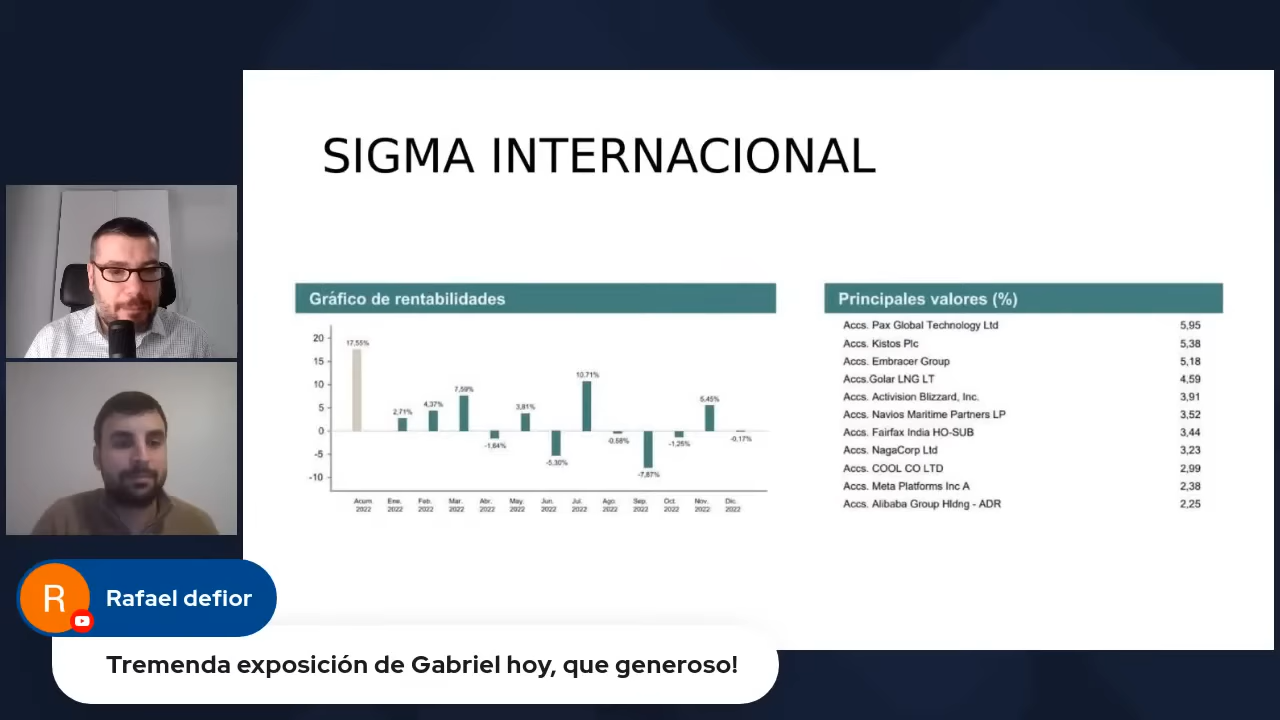 SIGMA INTERNACIONAL
Gráfico de rentabilidades
20
15
10
5
0
-5
-10
17,55%
2,71%
4,37%
7,59%
-1,64%
3,81%
-5,30%
10,71%
-0,58%
-7,87%
-1,25%
5,45%
-0,17%
Acum. 2022
Ene. 2022
Feb. 2022
Mar. 2022
Abr. 2022
May. 2022
Jun. 2022
Jul. 2022
Ago. 2022
Sep. 2022
Oct. 2022
Nov. 2022
Dic. 2022
Principales valores (%)
Accs. Pax Global Technology Ltd 5,95
Accs. Kistos Plc 5,38
Accs. Embracer Group 5,18
Accs.Golar LNG LT 4,59
Accs. Activision Blizzard, Inc. 3,91
Accs. Navios Maritime Partners LP 3,52
Accs. Fairfax India HO-SUB 3,44
Accs. NagaCorp Ltd 3,23
Accs. COOL CO LTD 2,99
Accs. Meta Platforms Inc A 2,38
Accs. Alibaba Group Hldng - ADR 2,25
R
Rafael defior
Tremenda exposición de Gabriel hoy, que generoso!